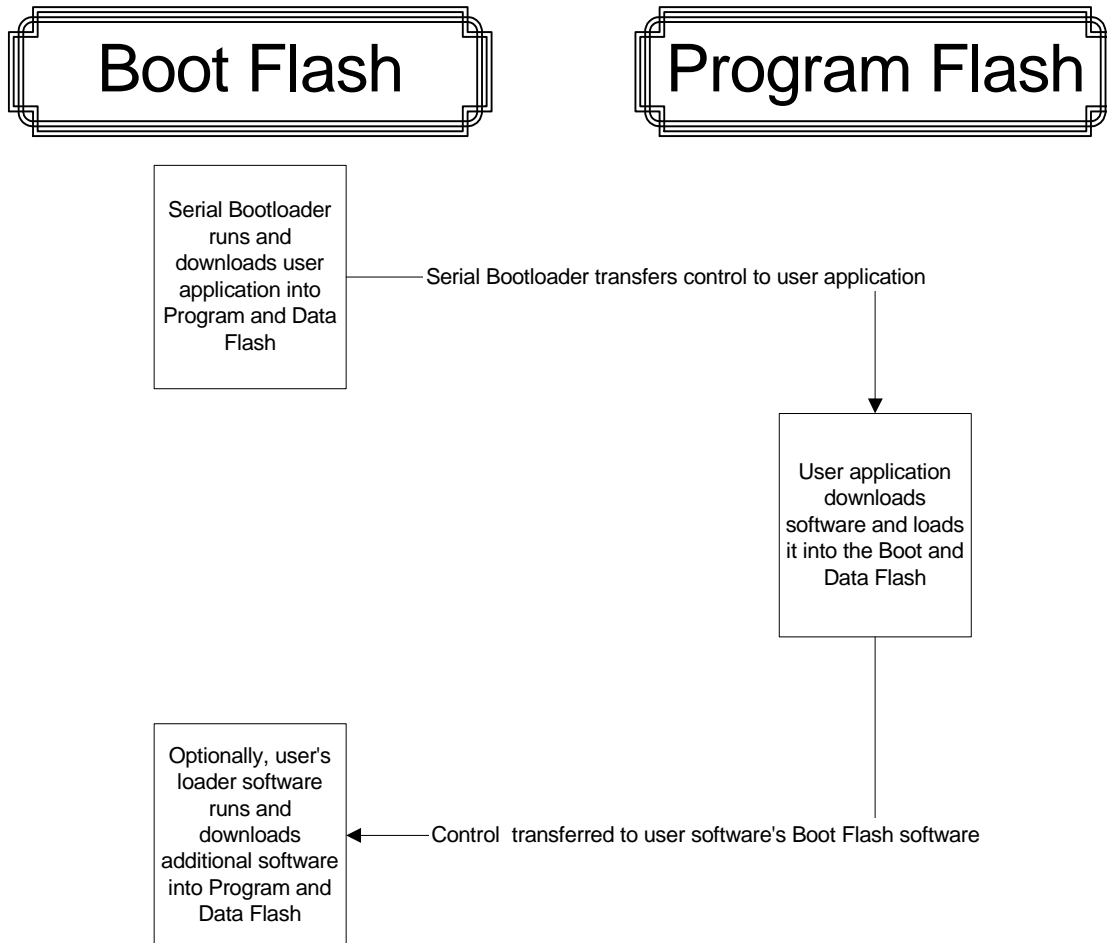 Boot Flash
Program Flash
Serial Bootloader
runs and
downloads user
application into
Program and Data
Flash
Serial Bootloader transfers control to user application
User application
downloads
software and loads
it into the Boot and
Data Flash
Optionally, user's
loader software
runs and
downloads
additional software
into Program and
Data Flash
Control transferred to user software's Boot Flash software